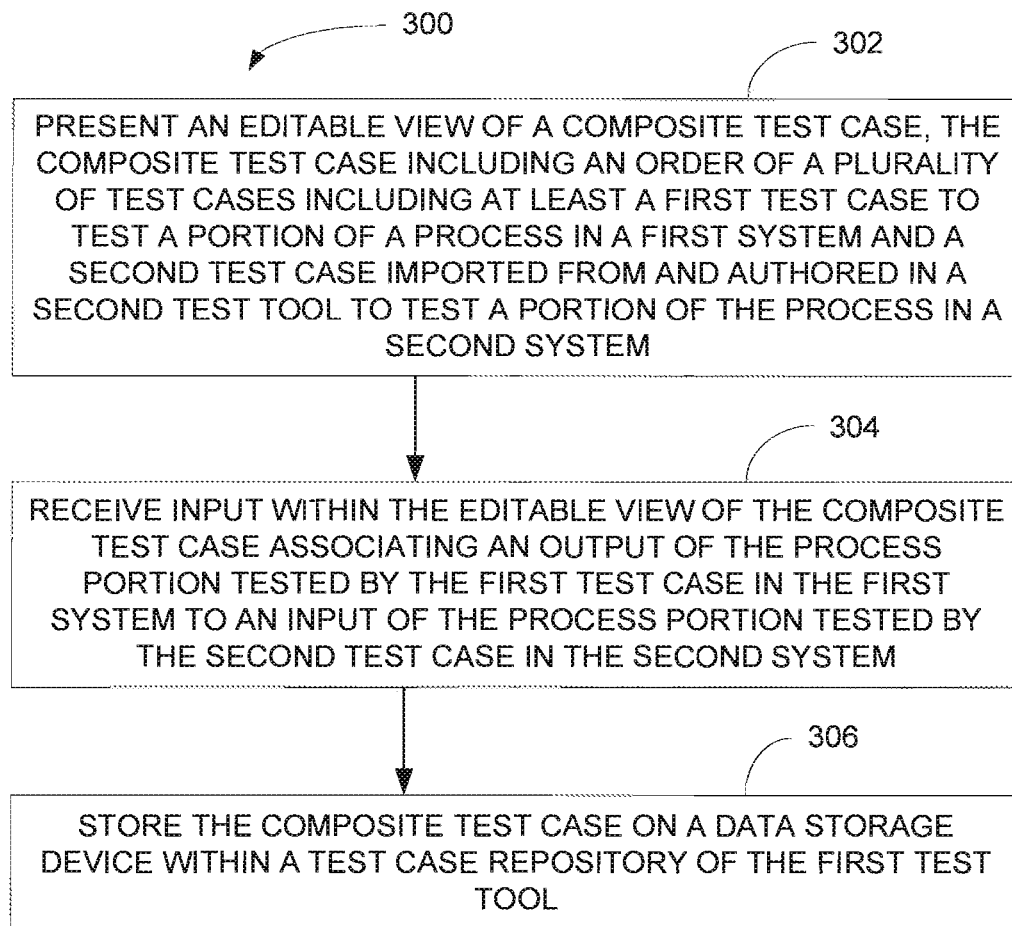 300
302
PRESENT AN EDITABLE VIEW OF A COMPOSITE TEST CASE, THE
COMPOSITE TEST CASE INCLUDING AN ORDER OF A PLURALITY
OF TEST CASES INCLUDING AT LEAST A FIRST TEST CASE TO
TEST A PORTION OF A PROCESS IN A FIRST SYSTEM AND A
SECOND TEST CASE IMPORTED FROM AND AUTHORED IN A
SECOND TEST TOOL TO TEST A PORTION OF THE PROCESS IN A
SECOND SYSTEM
304
RECEIVE INPUT WITHIN THE EDITABLE VIEW OF THE COMPOSITE
TEST CASE ASSOCIATING AN OUTPUT OF THE PROCESS
PORTION TESTED BY THE FIRST TEST CASE IN THE FIRST
SYSTEM TO AN INPUT OF THE PROCESS PORTION TESTED BY
THE SECOND TEST CASE IN THE SECOND SYSTEM
306
STORE THE COMPOSITE TEST CASE ON A DATA STORAGE
DEVICE WITHIN A TEST CASE REPOSITORY OF THE FIRST TEST
TOOL